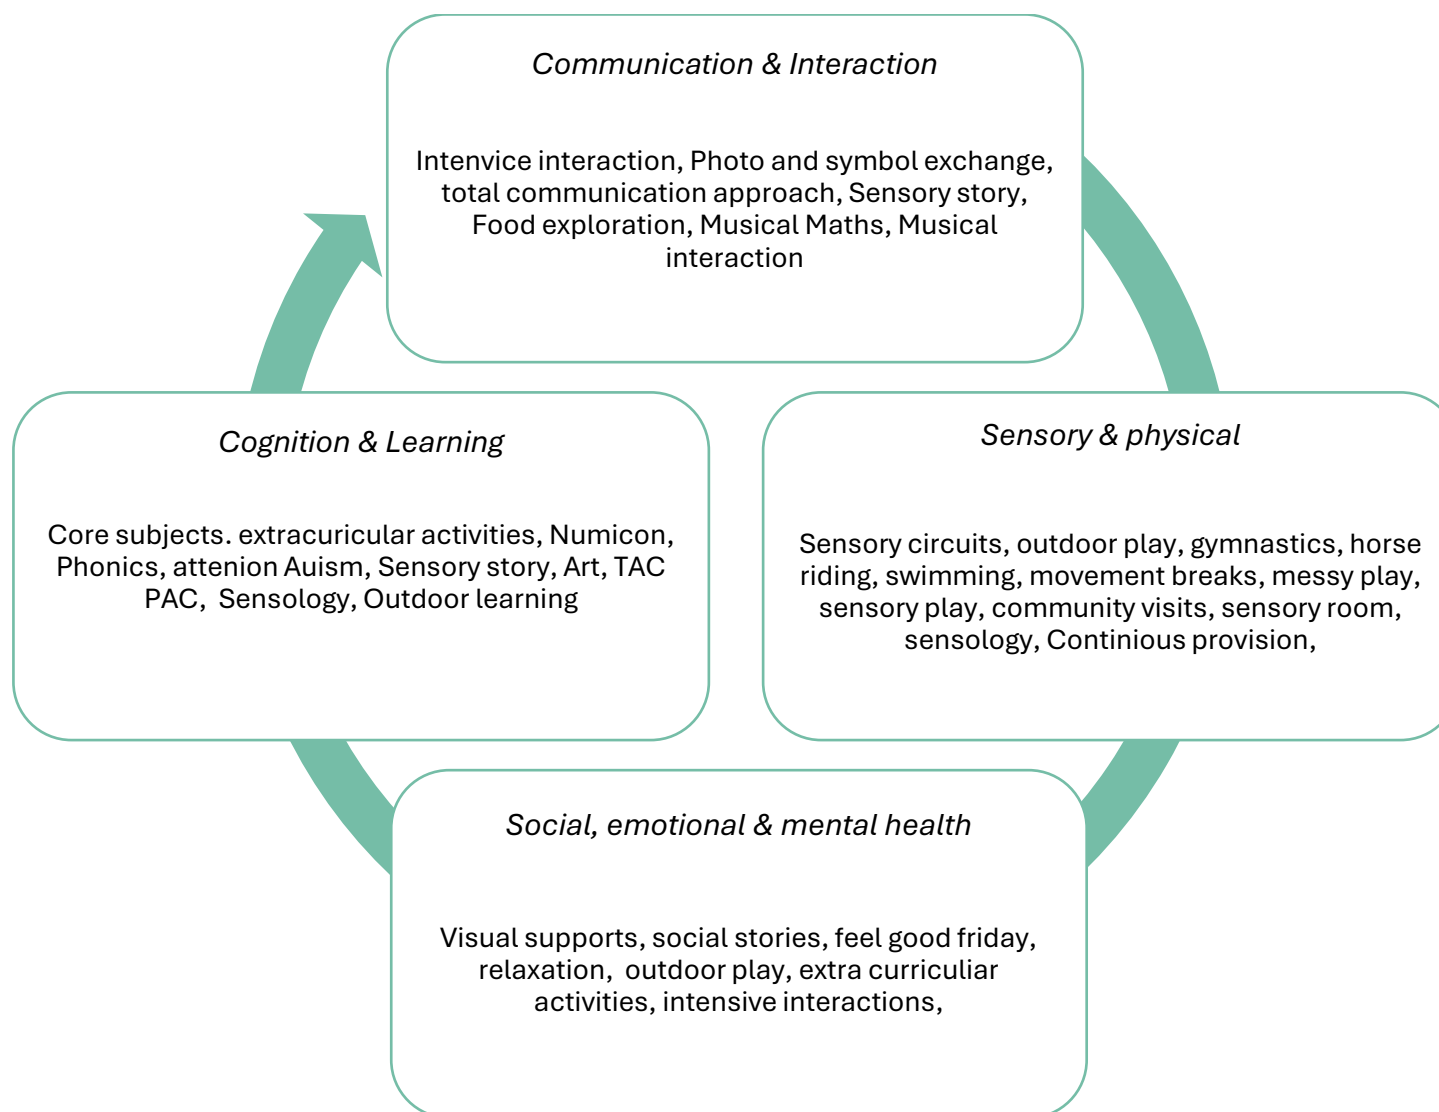 Communication & Interaction
Intenvice interaction, Photo and symbol exchange,
total communication approach, Sensory story,
Food exploration, Musical Maths, Musical
interaction
Cognition & Learning
Core subjects. extracuricular activities, Numicon,
Phonics, attenion Auism, Sensory story, Art, TAC
PAC,  Sensology, Outdoor learning
Sensory & physical
Sensory circuits, outdoor play, gymnastics, horse
riding, swimming, movement breaks, messy play,
sensory play, community visits, sensory room,
sensology, Continious provision,
Social, emotional & mental health
Visual supports, social stories, feel good friday,
relaxation,  outdoor play, extra curriculiar
activities, intensive interactions,